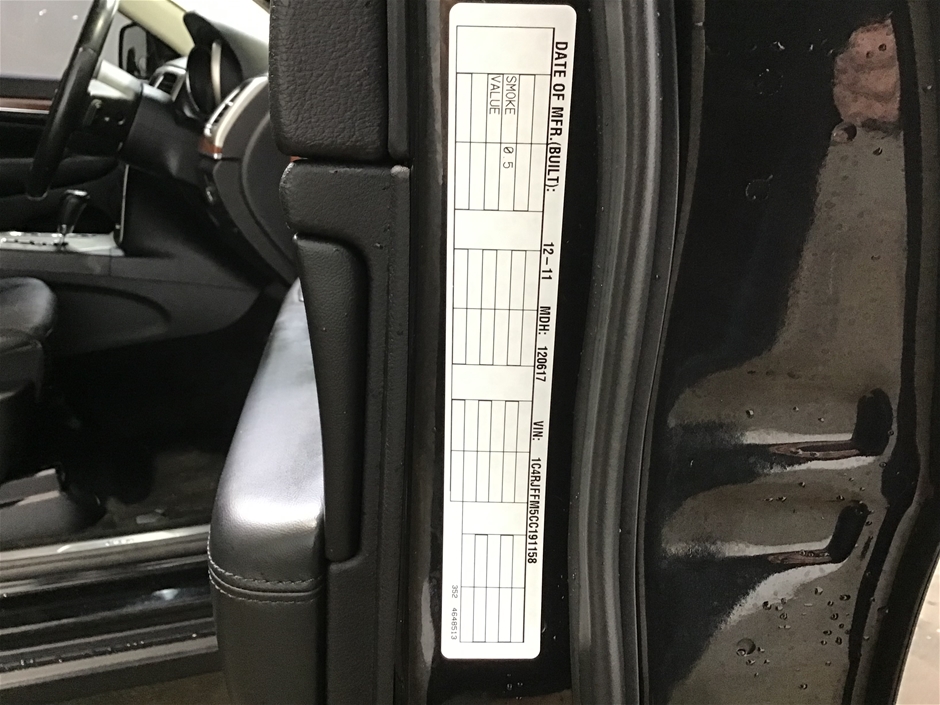 DATE OF MFR.(BUILT): 12-11 MDH: 120617 VIN: 1C4RJFFM5CC191158
SMOKE 0.5
VALUE
352 4648513